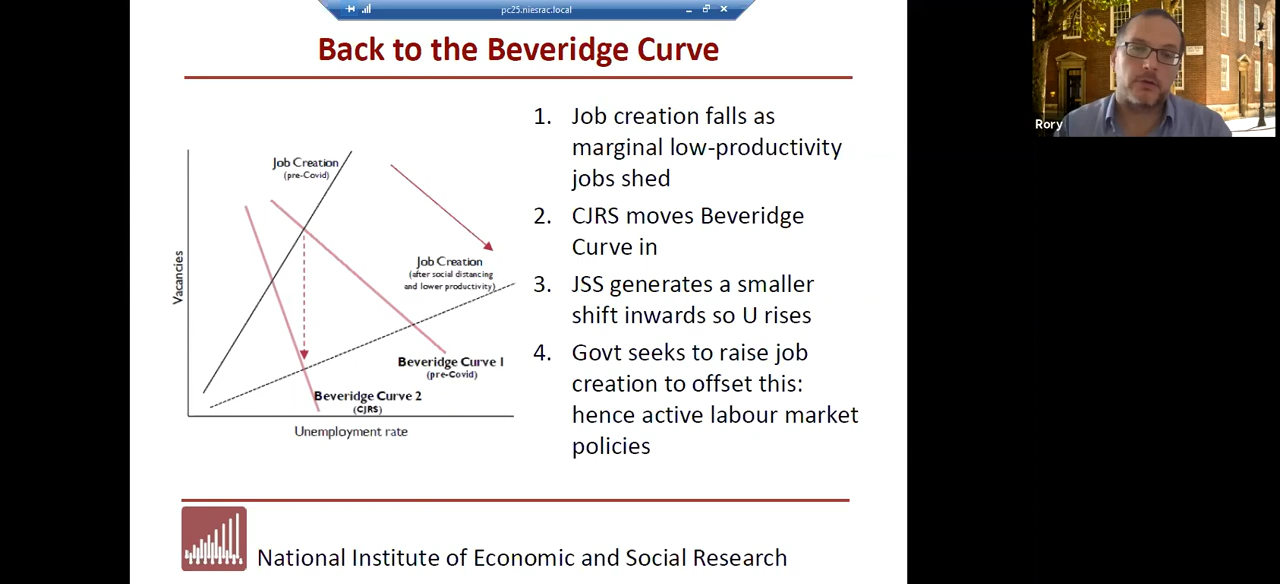 pc25.niesrac.local
Back to the Beveridge Curve
Rory
Job Creation
(pre-Covid)
Job Creation
(after social distancing
and lower productivity)
Vacancies
Beveridge Curve 1
(pre-Covid)
Beveridge Curve 2
(CJRS)
Unemployment rate
1. Job creation falls as
marginal low-productivity
jobs shed
2. CJRS moves Beveridge
Curve in
3. JSS generates a smaller
shift inwards so U rises
4. Govt seeks to raise job
creation to offset this:
hence active labour market
policies
National Institute of Economic and Social Research